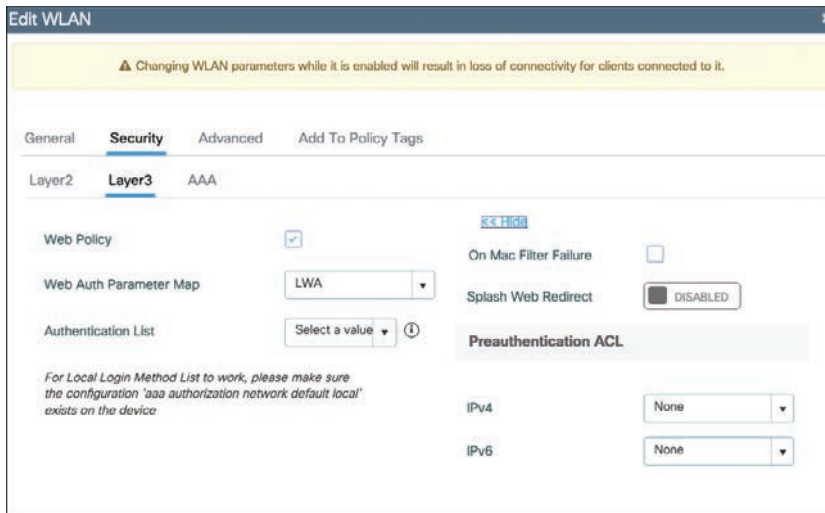 Edit WLAN
⚠ Changing WLAN parameters while it is enabled will result in loss of connectivity for clients connected to it.
General Security Advanced Add To Policy Tags
Layer2 Layer3 AAA
<< Hide
Web Policy
On Mac Filter Failure
Web Auth Parameter Map LWA
Splash Web Redirect DISABLED
Authentication List Select a value
Preauthentication ACL
For Local Login Method List to work, please make sure
the configuration 'aaa authorization network default local'
exists on the device
IPv4 None
IPv6 None